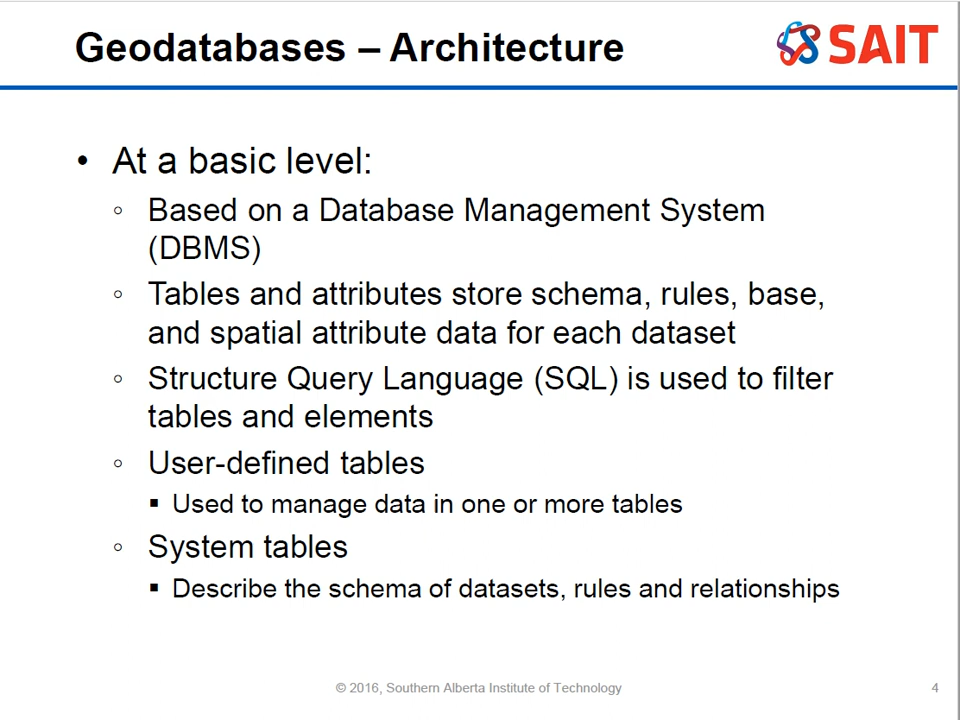 Geodatabases – Architecture
SAIT
• At a basic level:
◦ Based on a Database Management System
(DBMS)
◦ Tables and attributes store schema, rules, base,
and spatial attribute data for each dataset
◦ Structure Query Language (SQL) is used to filter
tables and elements
◦ User-defined tables
▪ Used to manage data in one or more tables
◦ System tables
▪ Describe the schema of datasets, rules and relationships
© 2016, Southern Alberta Institute of Technology
4